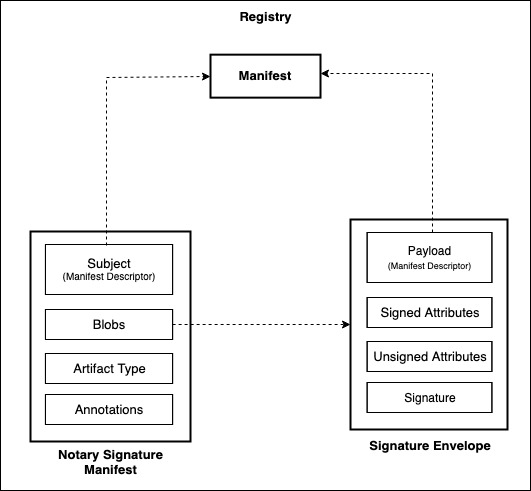 Registry
Manifest
Subject
(Manifest Descriptor)
Blobs
Artifact Type
Annotations
Notary Signature
Manifest
Payload
(Manifest Descriptor)
Signed Attributes
Unsigned Attributes
Signature
Signature Envelope